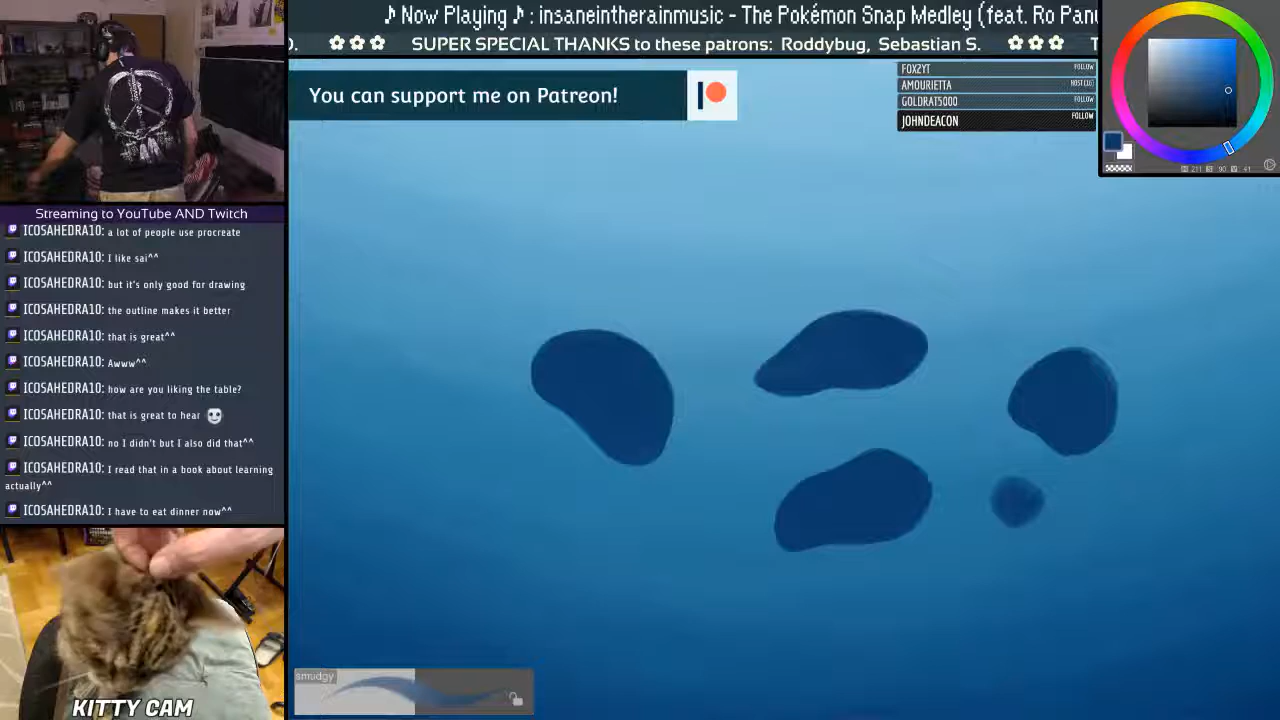 ♪ Now Playing ♪ : insaneintherainmusic - The Pokémon Snap Medley (feat. Ro Panu
D. ✿ ✿ ✿ SUPER SPECIAL THANKS to these patrons: Roddybug, Sebastian S. ✿ ✿ ✿ T
You can support me on Patreon!
FOX2YT FOLLOW
AMOURIETTA HOST (13)
GOLDRAT5000 FOLLOW
JOHNDEACON FOLLOW
Streaming to YouTube AND Twitch
ICOSAHEDRA10: a lot of people use procreate
ICOSAHEDRA10: I like sai^^
ICOSAHEDRA10: but it's only good for drawing
ICOSAHEDRA10: the outline makes it better
ICOSAHEDRA10: that is great^^
ICOSAHEDRA10: Awww^^
ICOSAHEDRA10: how are you liking the table?
ICOSAHEDRA10: that is great to hear
ICOSAHEDRA10: no I didn't but I also did that^^
ICOSAHEDRA10: I read that in a book about learning
actually^^
ICOSAHEDRA10: I have to eat dinner now^^
smudgy
KITTY CAM